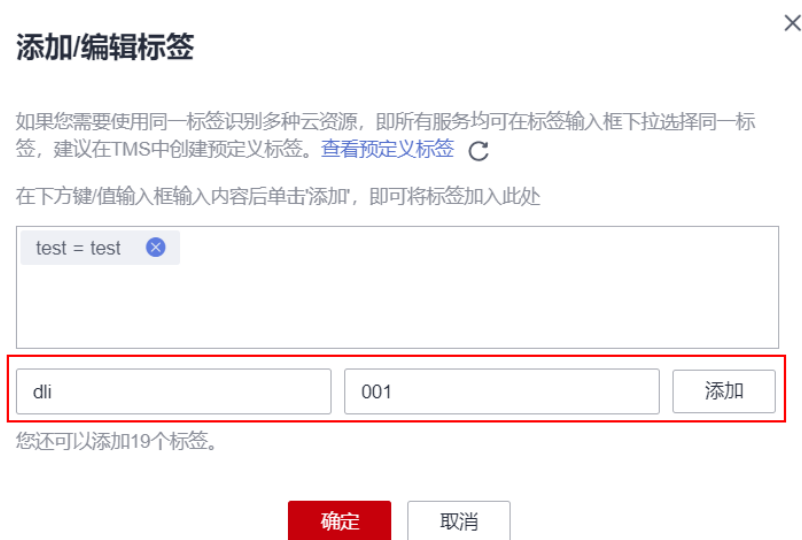 添加/编辑标签
如果您需要使用同一标签识别多种云资源，即所有服务均可在标签输入框下拉选择同一标
签，建议在TMS中创建预定义标签。查看预定义标签
在下方键/值输入框输入内容后单击'添加'，即可将标签加入此处
test = test
dli 001 添加
您还可以添加19个标签。
确定 取消